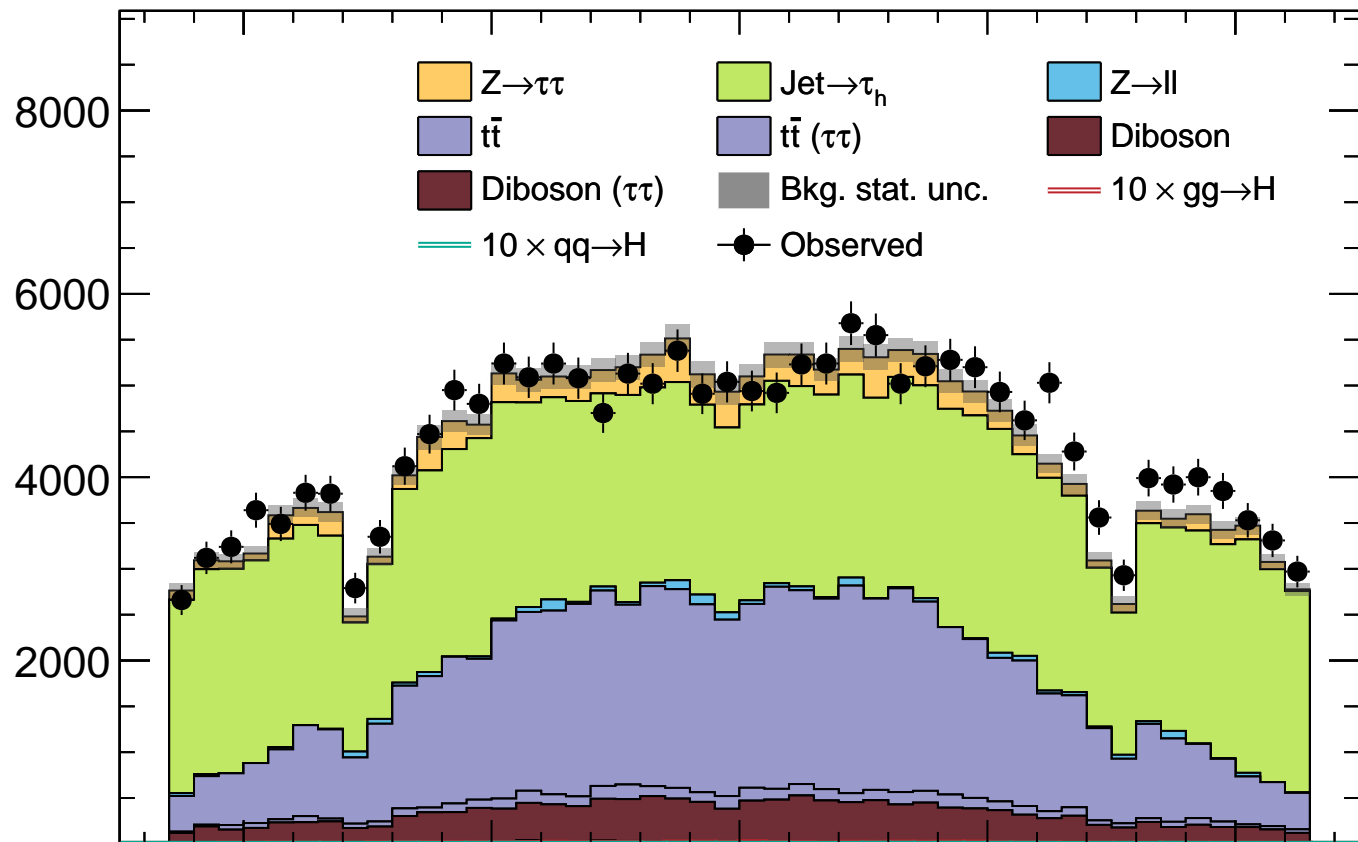 Z→ττ Jet→τₕ Z→ll
8000
tt̄ tt̄ (ττ) Diboson
Diboson (ττ) Bkg. stat. unc. 10 × gg→H
10 × qq→H Observed
6000
4000
2000